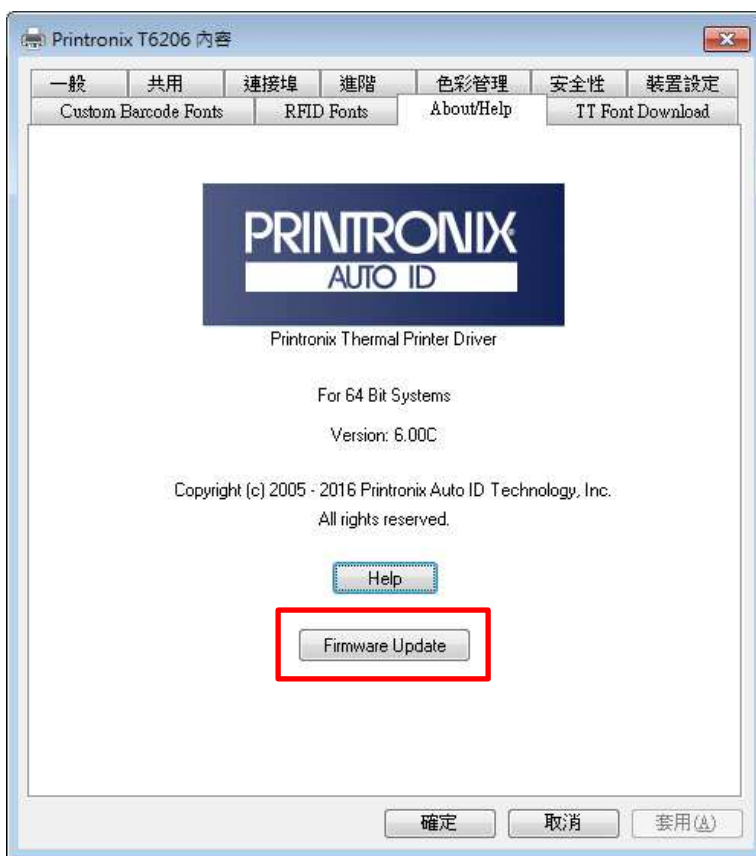 Printronix T6206 內容
一般 共用 連接埠 進階 色彩管理 安全性 裝置設定
Custom Barcode Fonts RFID Fonts About/Help TT Font Download
PRINTRONIX
AUTO ID
Printronix Thermal Printer Driver
For 64 Bit Systems
Version: 6.00C
Copyright (c) 2005 - 2016 Printronix Auto ID Technology, Inc.
All rights reserved.
Help
Firmware Update
確定 取消 套用(A)